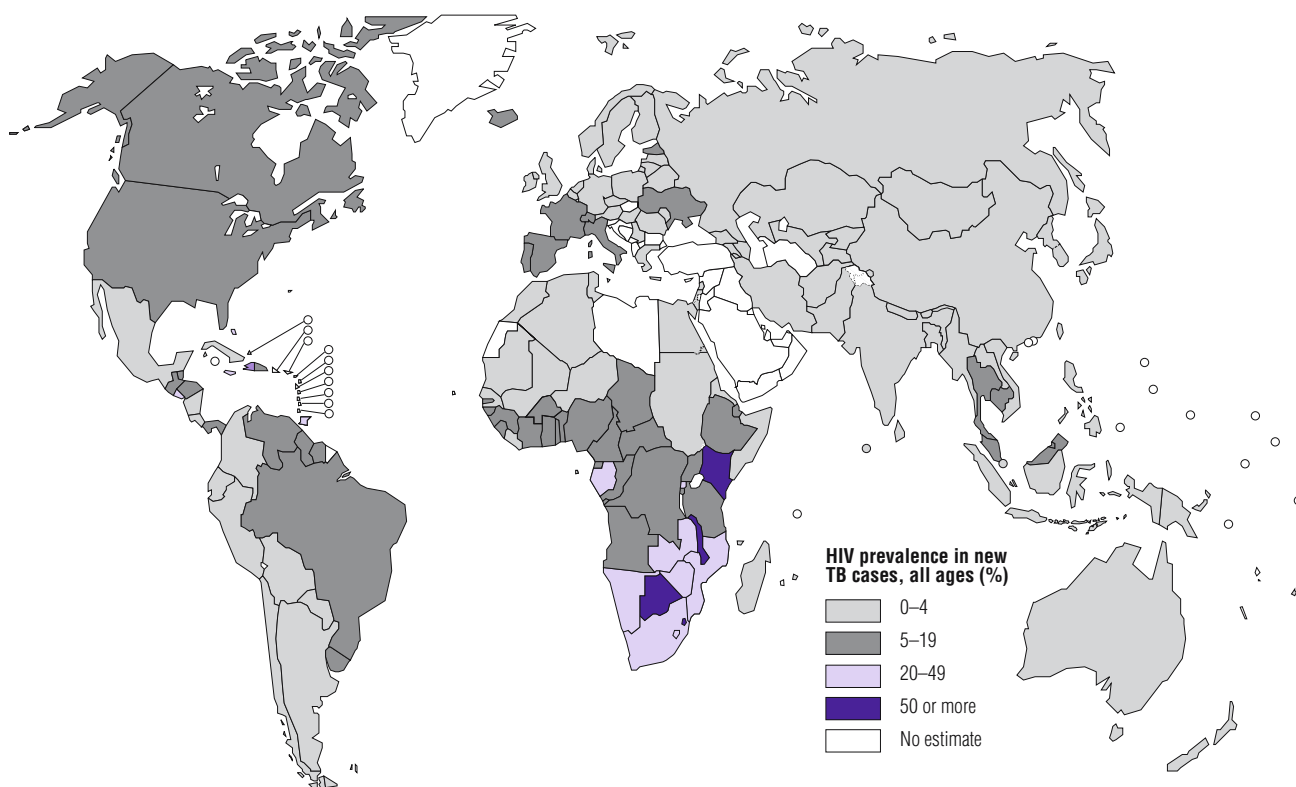 HIV prevalence in new
TB cases, all ages (%)
0–4
5–19
20–49
50 or more
No estimate